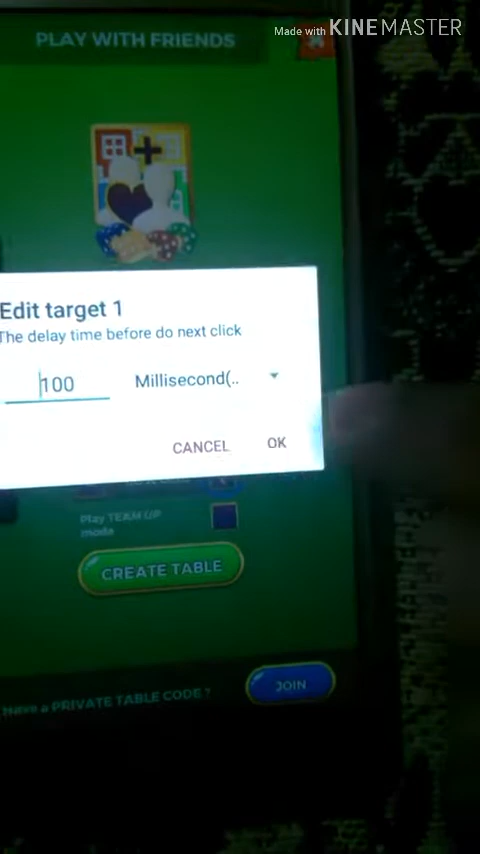 Made with KINEMASTER
PLAY WITH FRIENDS
Edit target 1
The delay time before do next click
100 Millisecond(..
CANCEL OK
Play TEAM UP
mode
CREATE TABLE
Have a PRIVATE TABLE CODE ?
JOIN